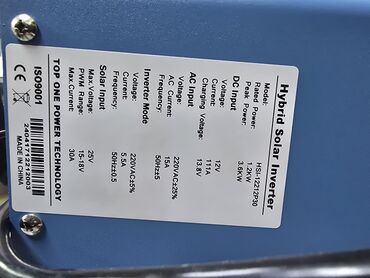 Hybrid Solar Inverter
Model: HSI-12212P30
Rated Power: 1.2KW
Peak Power: 3.6KW
DC Input
Voltage: 12V
Current: 111A
Charging Voltage: 13.8V
AC Input
Voltage: 220VAC±25%
AC Current: 15A
Frequency: 50Hz±5
Inverter Mode
Voltage: 220VAC±5%
Current: 5.5A
Frequency: 50Hz±0.5
Solar Input
Max.Voltage: 25V
PWM Range: 15-18V
Max.Current: 30A
TOP ONE POWER TECHNOLOGY
ISO9001
CE
MADE IN CHINA